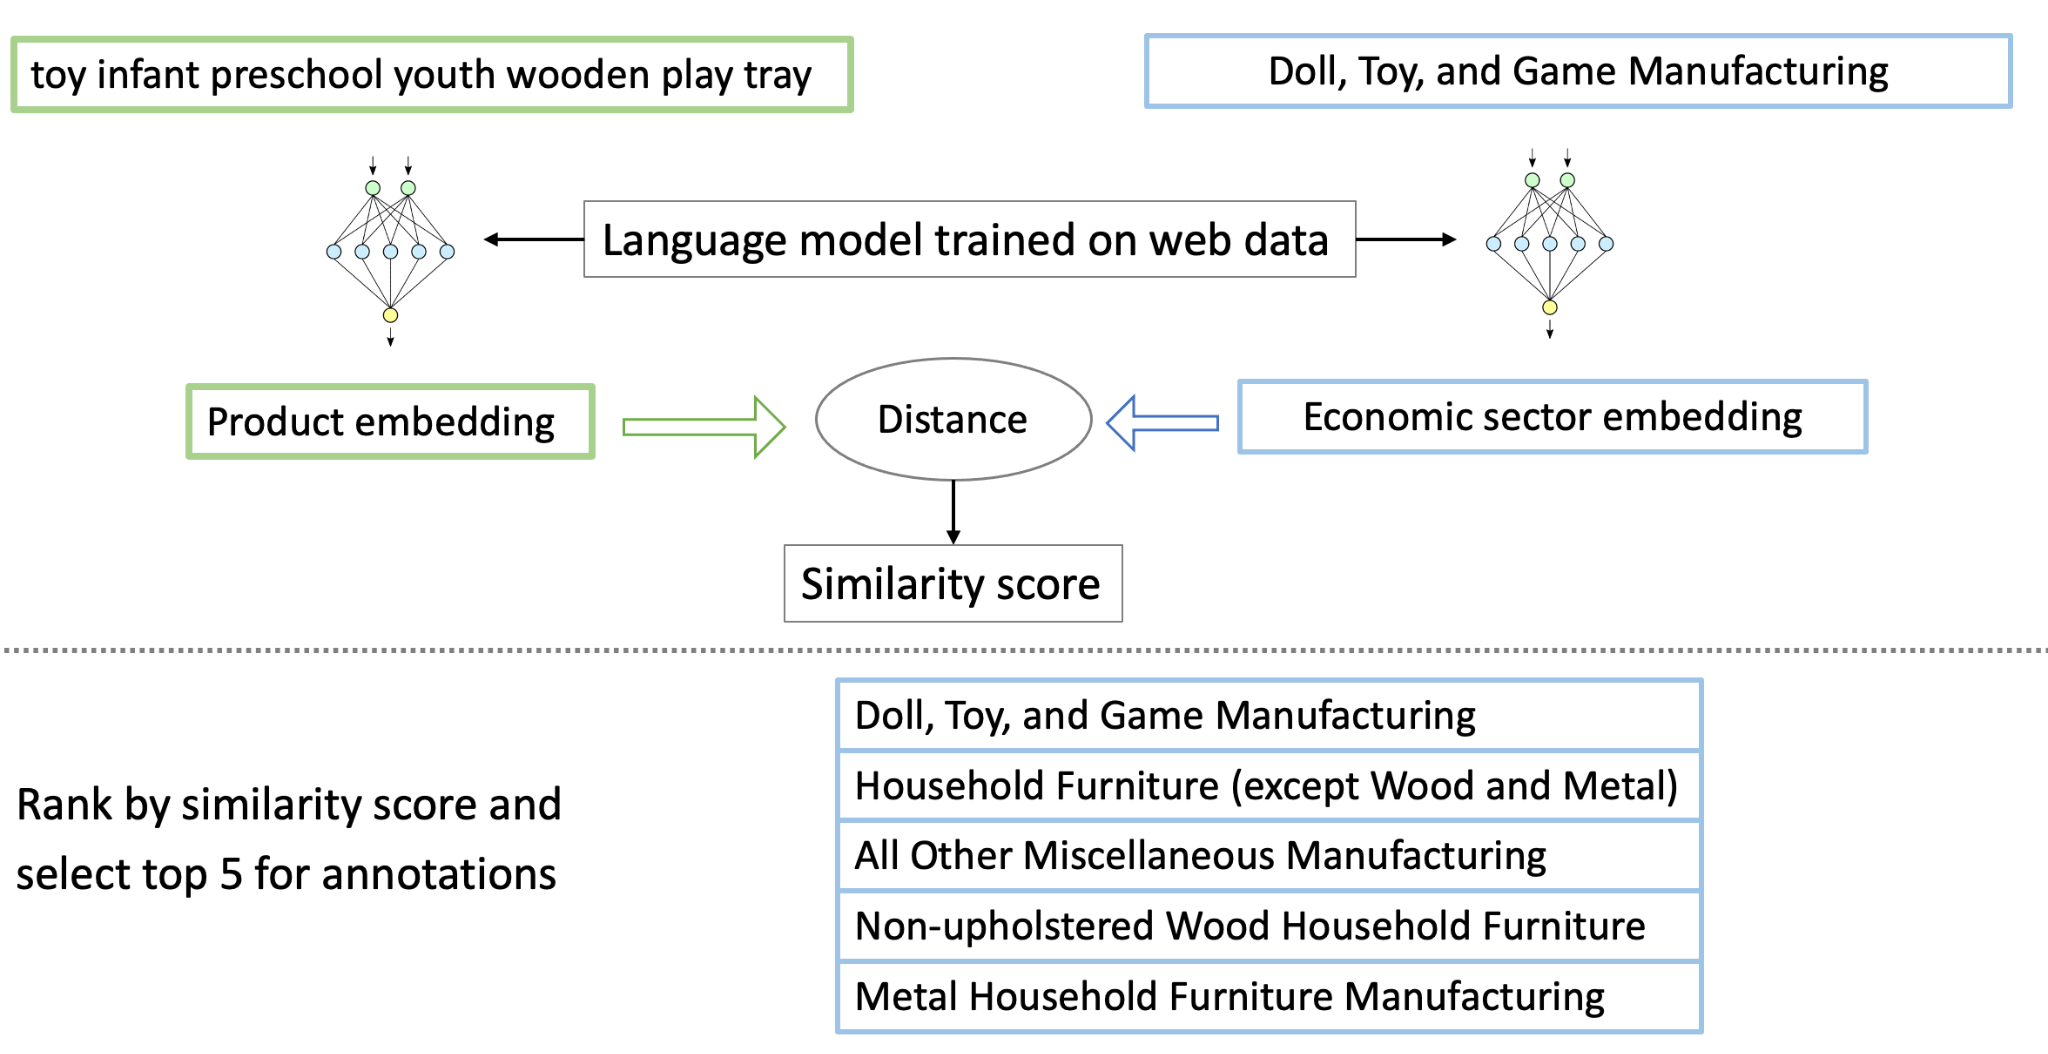 toy infant preschool youth wooden play tray
Doll, Toy, and Game Manufacturing
Language model trained on web data
Product embedding
Distance
Economic sector embedding
Similarity score
Rank by similarity score and
select top 5 for annotations
Doll, Toy, and Game Manufacturing
Household Furniture (except Wood and Metal)
All Other Miscellaneous Manufacturing
Non-upholstered Wood Household Furniture
Metal Household Furniture Manufacturing